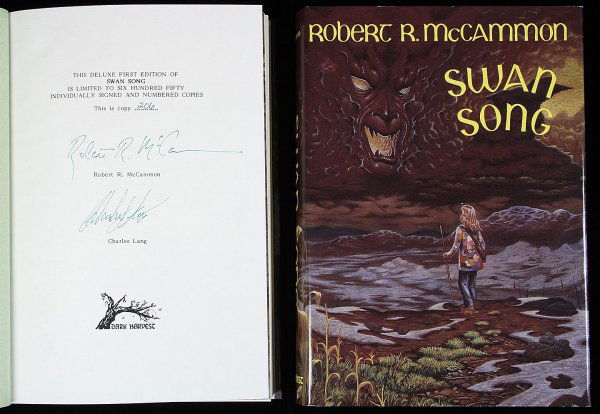 THIS DELUXE FIRST EDITION OF
SWAN SONG
IS LIMITED TO SIX HUNDRED FIFTY
INDIVIDUALLY SIGNED AND NUMBERED COPIES
This is copy
Robert R. McCammon
Charles Lang
DARK HARVEST
ROBERT R. McCAMMON
SWAN
SONG